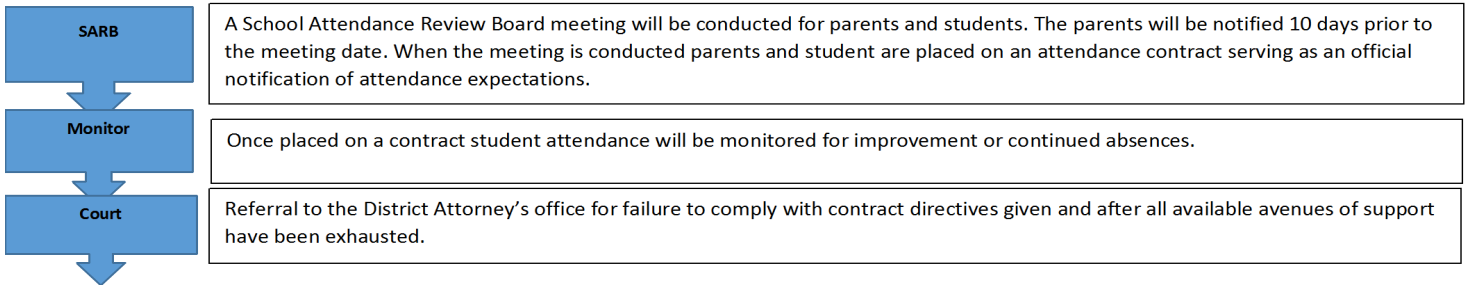 SARB
A School Attendance Review Board meeting will be conducted for parents and students. The parents will be notified 10 days prior to
the meeting date. When the meeting is conducted parents and student are placed on an attendance contract serving as an official
notification of attendance expectations.
Monitor
Once placed on a contract student attendance will be monitored for improvement or continued absences.
Court
Referral to the District Attorney’s office for failure to comply with contract directives given and after all available avenues of support
have been exhausted.